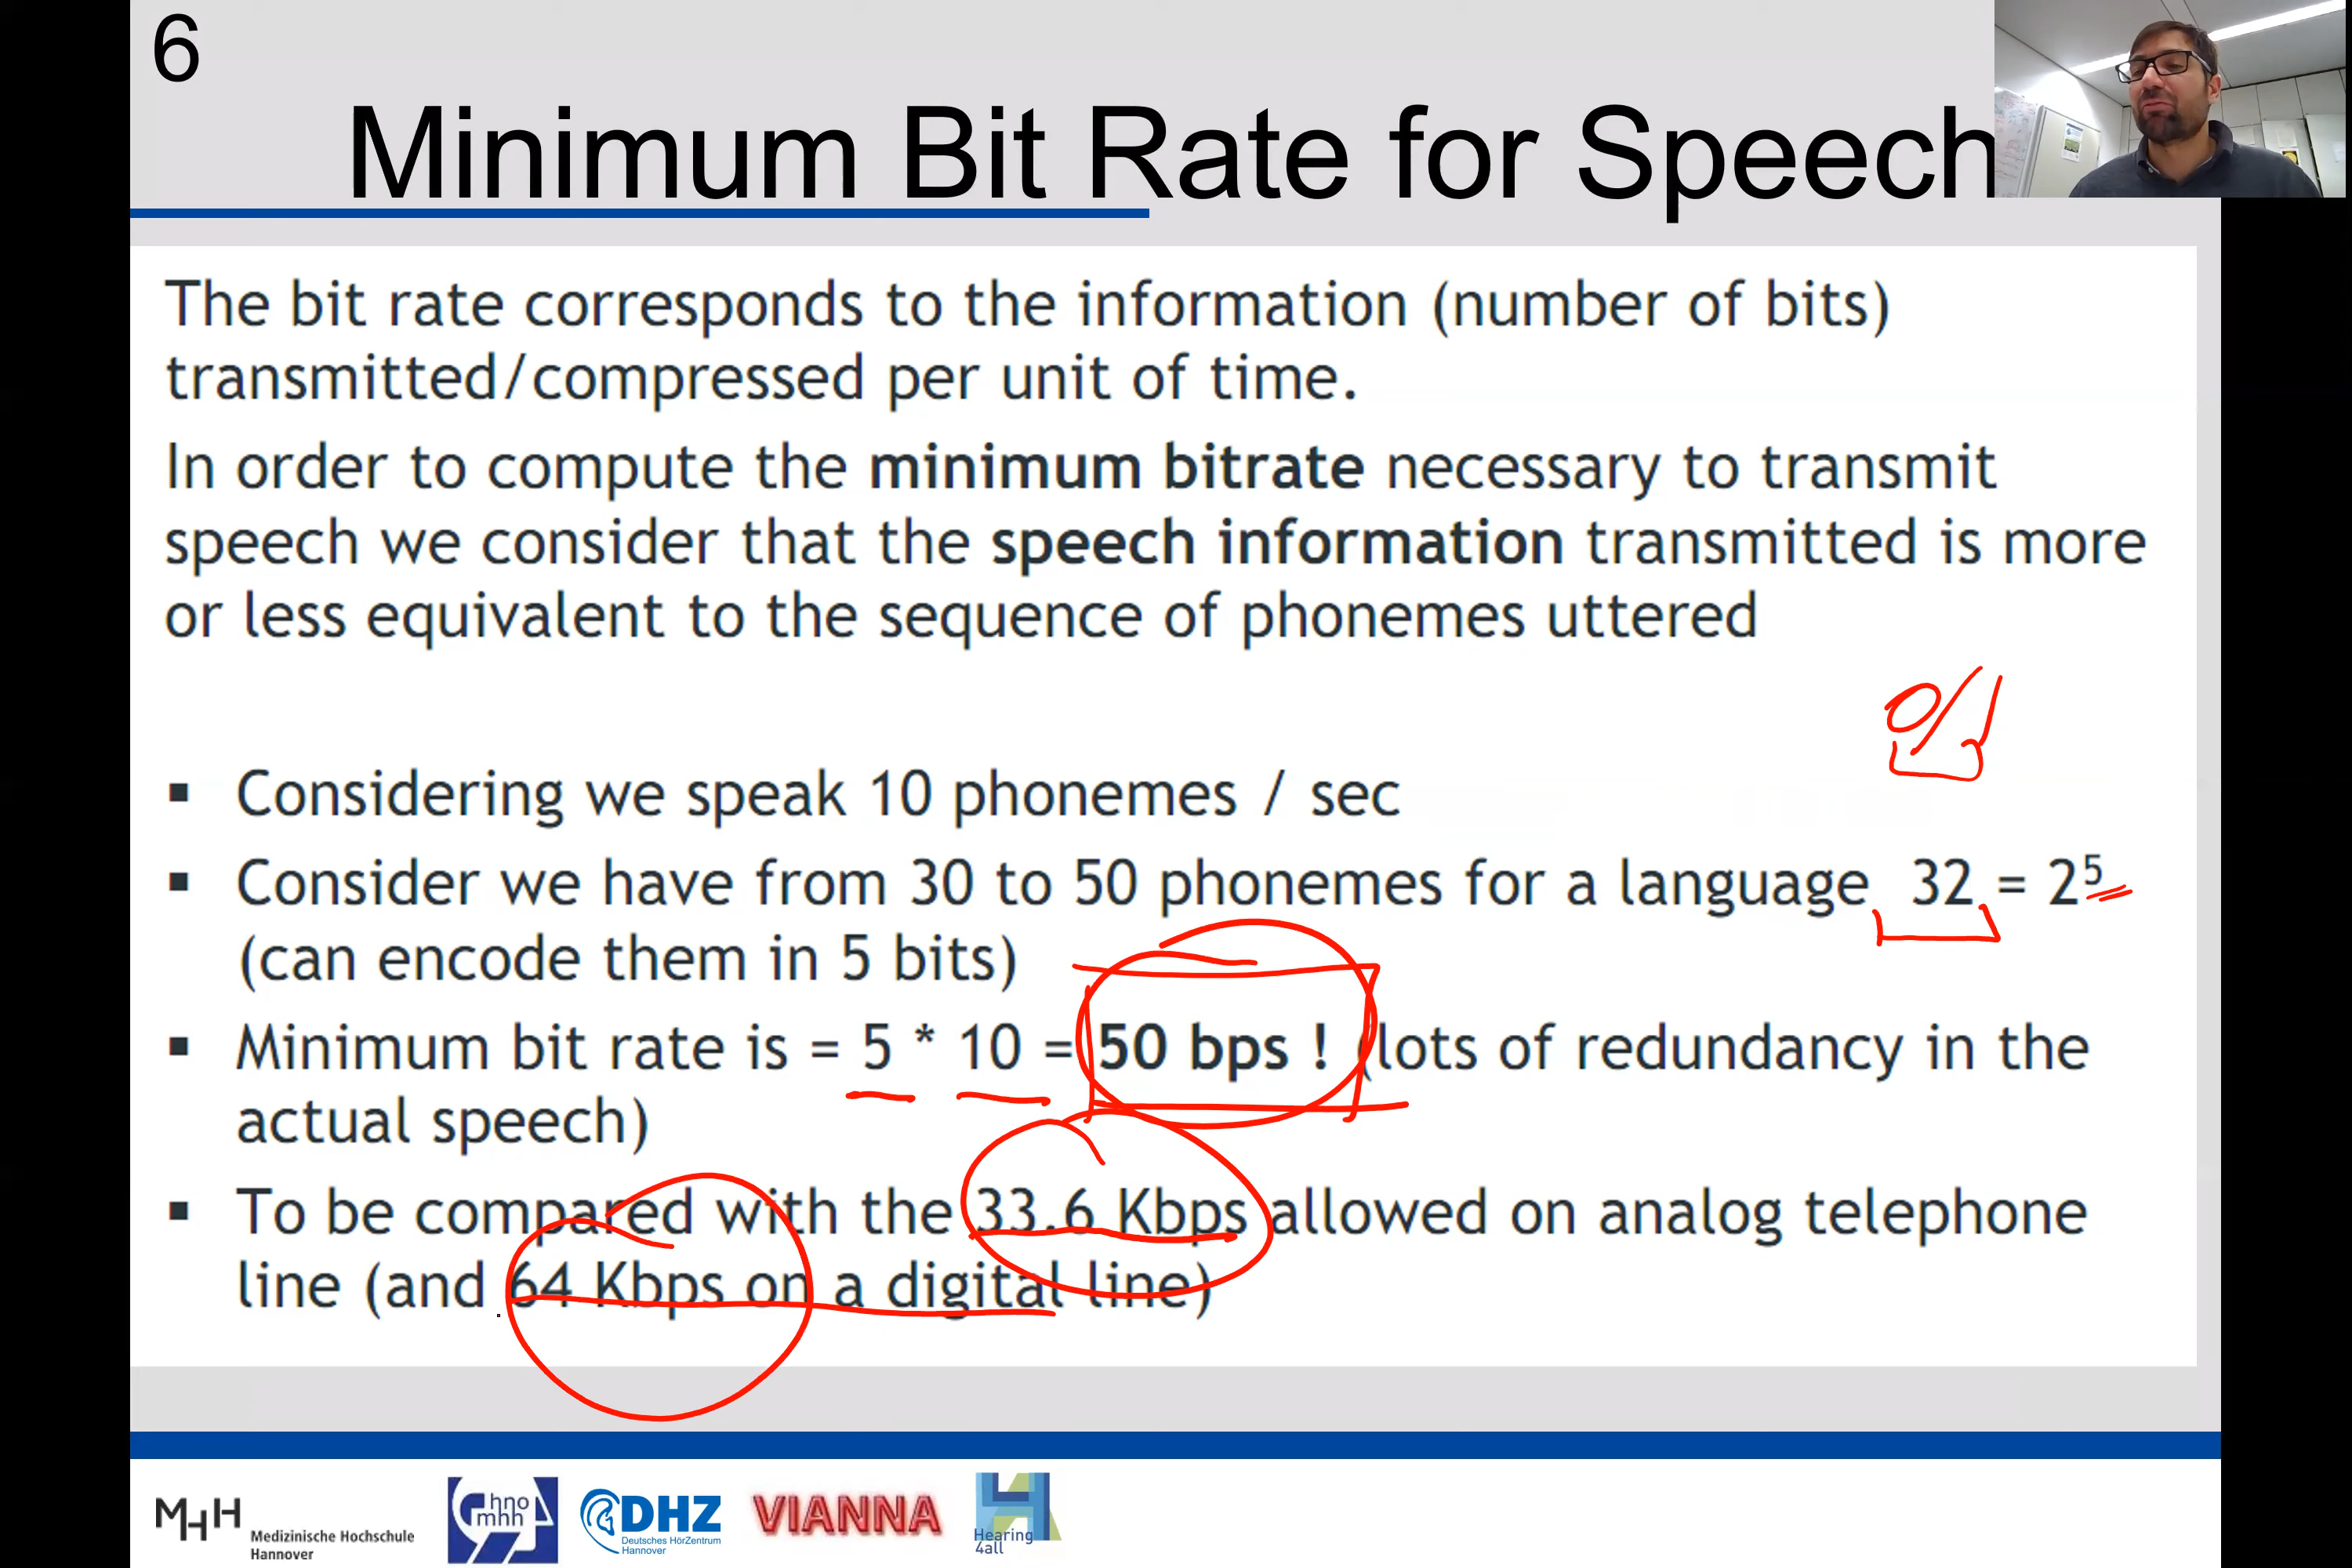 6
Minimum Bit Rate for Speech
The bit rate corresponds to the information (number of bits)
transmitted/compressed per unit of time.
In order to compute the minimum bitrate necessary to transmit
speech we consider that the speech information transmitted is more
or less equivalent to the sequence of phonemes uttered
0/1
▪ Considering we speak 10 phonemes / sec
▪ Consider we have from 30 to 50 phonemes for a language 32 = 2⁵
(can encode them in 5 bits)
▪ Minimum bit rate is = 5 * 10 = 50 bps ! (lots of redundancy in the
actual speech)
▪ To be compared with the 33.6 Kbps allowed on analog telephone
line (and 64 Kbps on a digital line)
MHH Medizinische Hochschule
Hannover
hno
mhh
DHZ
Deutsches HörZentrum
Hannover
VIANNA
Hearing
4all